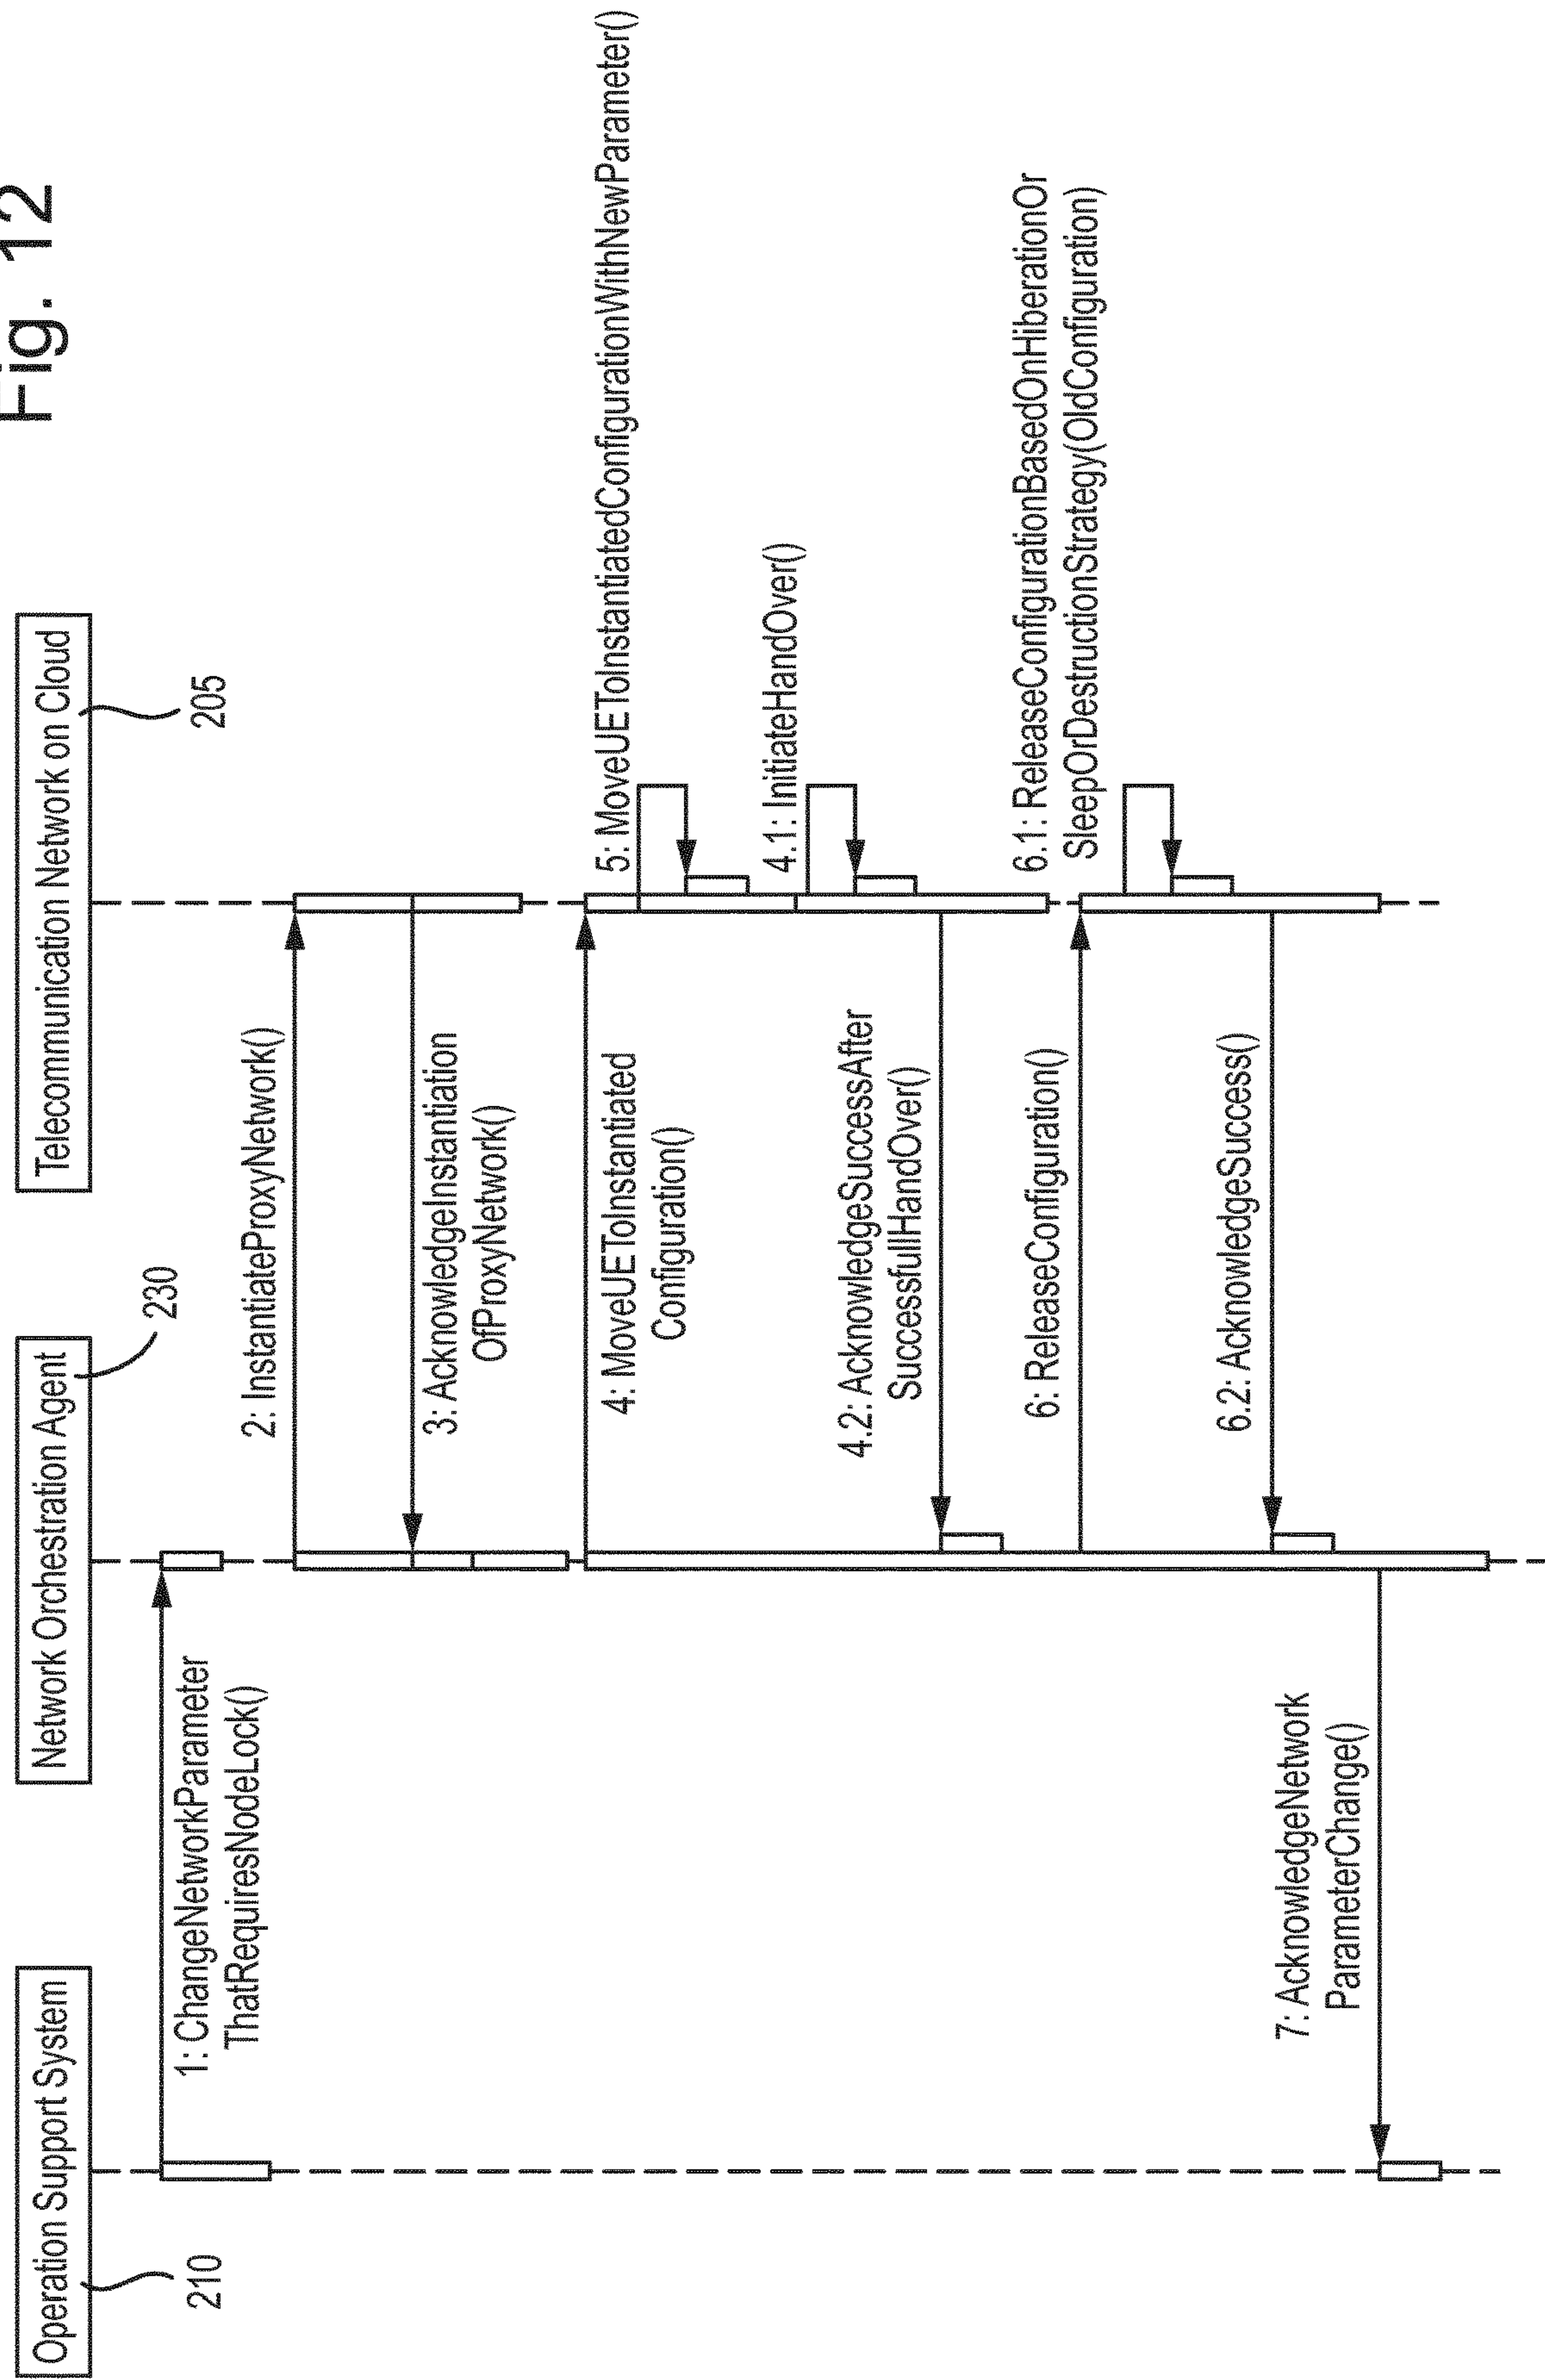 Fig. 12
Operation Support System
210
Network Orchestration Agent
230
Telecommunication Network on Cloud
205
1: ChangeNetworkParameter
ThatRequiresNodeLock()
2: InstantiateProxyNetwork()
3: AcknowledgeInstantiation
OfProxyNetwork()
4: MoveUEToInstantiated
Configuration()
5: MoveUEToInstantiatedConfigurationWithNewParameter()
4.1: InitiateHandOver()
4.2: AcknowledgeSuccessAfter
SuccessfullHandOver()
6: ReleaseConfiguration()
6.1: ReleaseConfigurationBasedOnHiberationOr
SleepOrDestructionStrategy(OldConfiguration)
6.2: AcknowledgeSuccess()
7: AcknowledgeNetwork
ParameterChange()